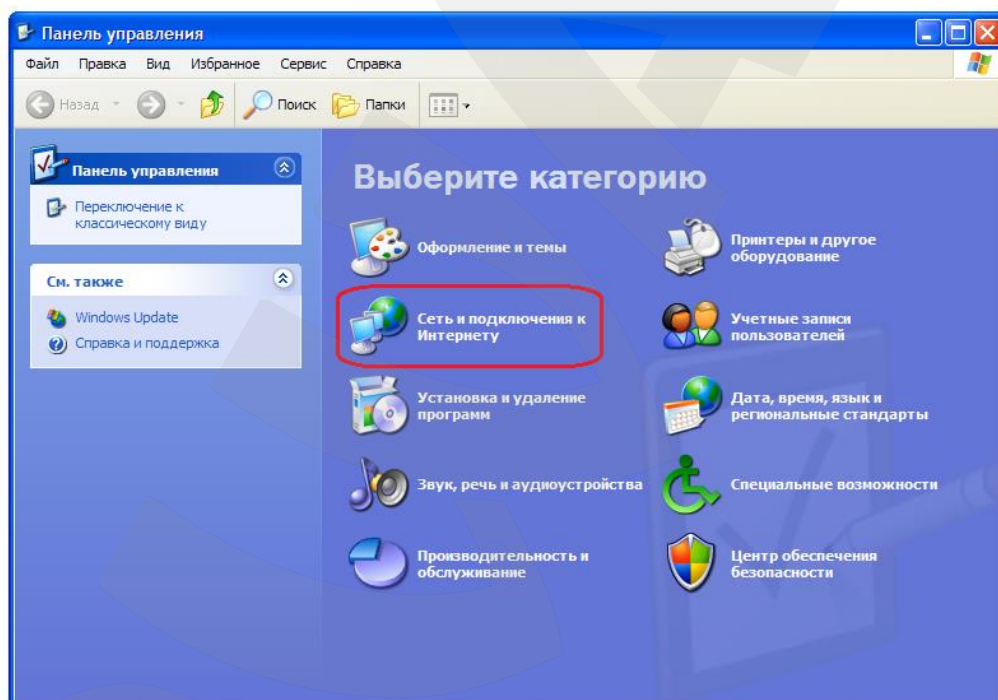 Панель управления
Файл Правка Вид Избранное Сервис Справка
Назад Поиск Папки
Панель управления
Переключение к
классическому виду
См. также
Windows Update
Справка и поддержка
Выберите категорию
Оформление и темы
Принтеры и другое
оборудование
Сеть и подключения к
Интернету
Учетные записи
пользователей
Установка и удаление
программ
Дата, время, язык и
региональные стандарты
Звук, речь и аудиоустройства
Специальные возможности
Производительность и
обслуживание
Центр обеспечения
безопасности